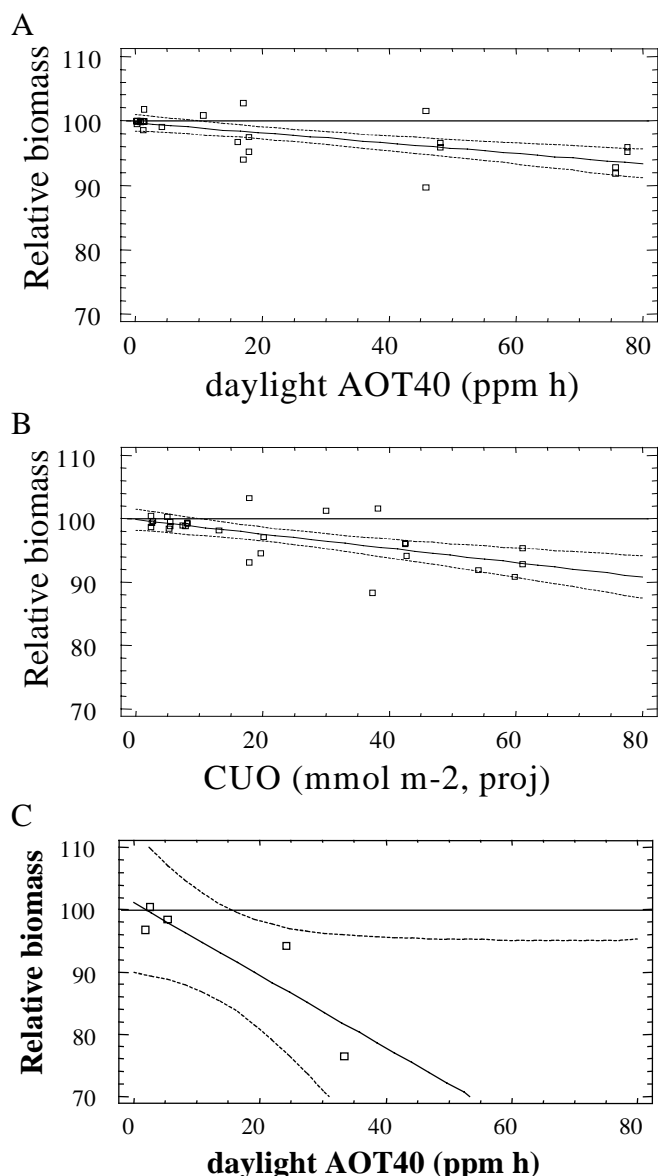 A
110
100
90
80
70
Relative biomass
0 20 40 60 80
daylight AOT40 (ppm h)
B
110
100
90
80
70
Relative biomass
0 20 40 60 80
CUO (mmol m-2, proj)
C
110
100
90
80
70
Relative biomass
0 20 40 60 80
daylight AOT40 (ppm h)